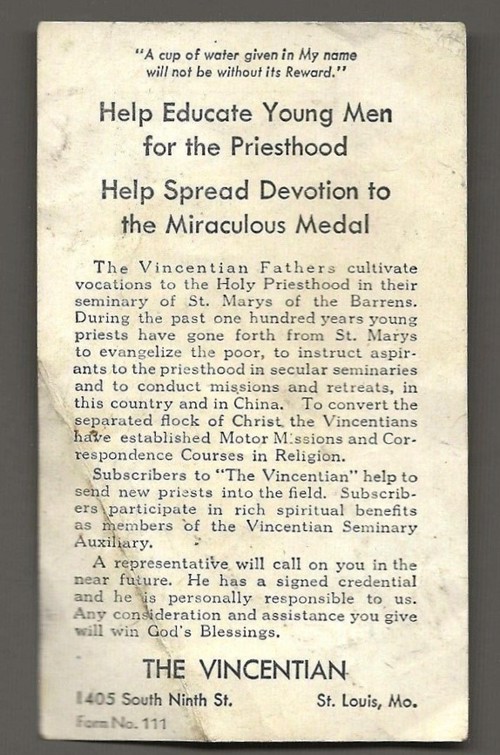 "A cup of water given in My name
will not be without its Reward."
Help Educate Young Men
for the Priesthood
Help Spread Devotion to
the Miraculous Medal
The Vincentian Fathers cultivate
vocations to the Holy Priesthood in their
seminary of St. Marys of the Barrens.
During the past one hundred years young
priests have gone forth from St. Marys
to evangelize the poor, to instruct aspir-
ants to the priesthood in secular seminaries
and to conduct missions and retreats, in
this country and in China. To convert the
separated flock of Christ the Vincentians
have established Motor Missions and Cor-
respondence Courses in Religion.
Subscribers to "The Vincentian" help to
send new priests into the field. Subscrib-
ers participate in rich spiritual benefits
as members of the Vincentian Seminary
Auxiliary.
A representative will call on you in the
near future. He has a signed credential
and he is personally responsible to us.
Any consideration and assistance you give
will win God's Blessings.
THE VINCENTIAN
1405 South Ninth St. St. Louis, Mo.
Form No. 111